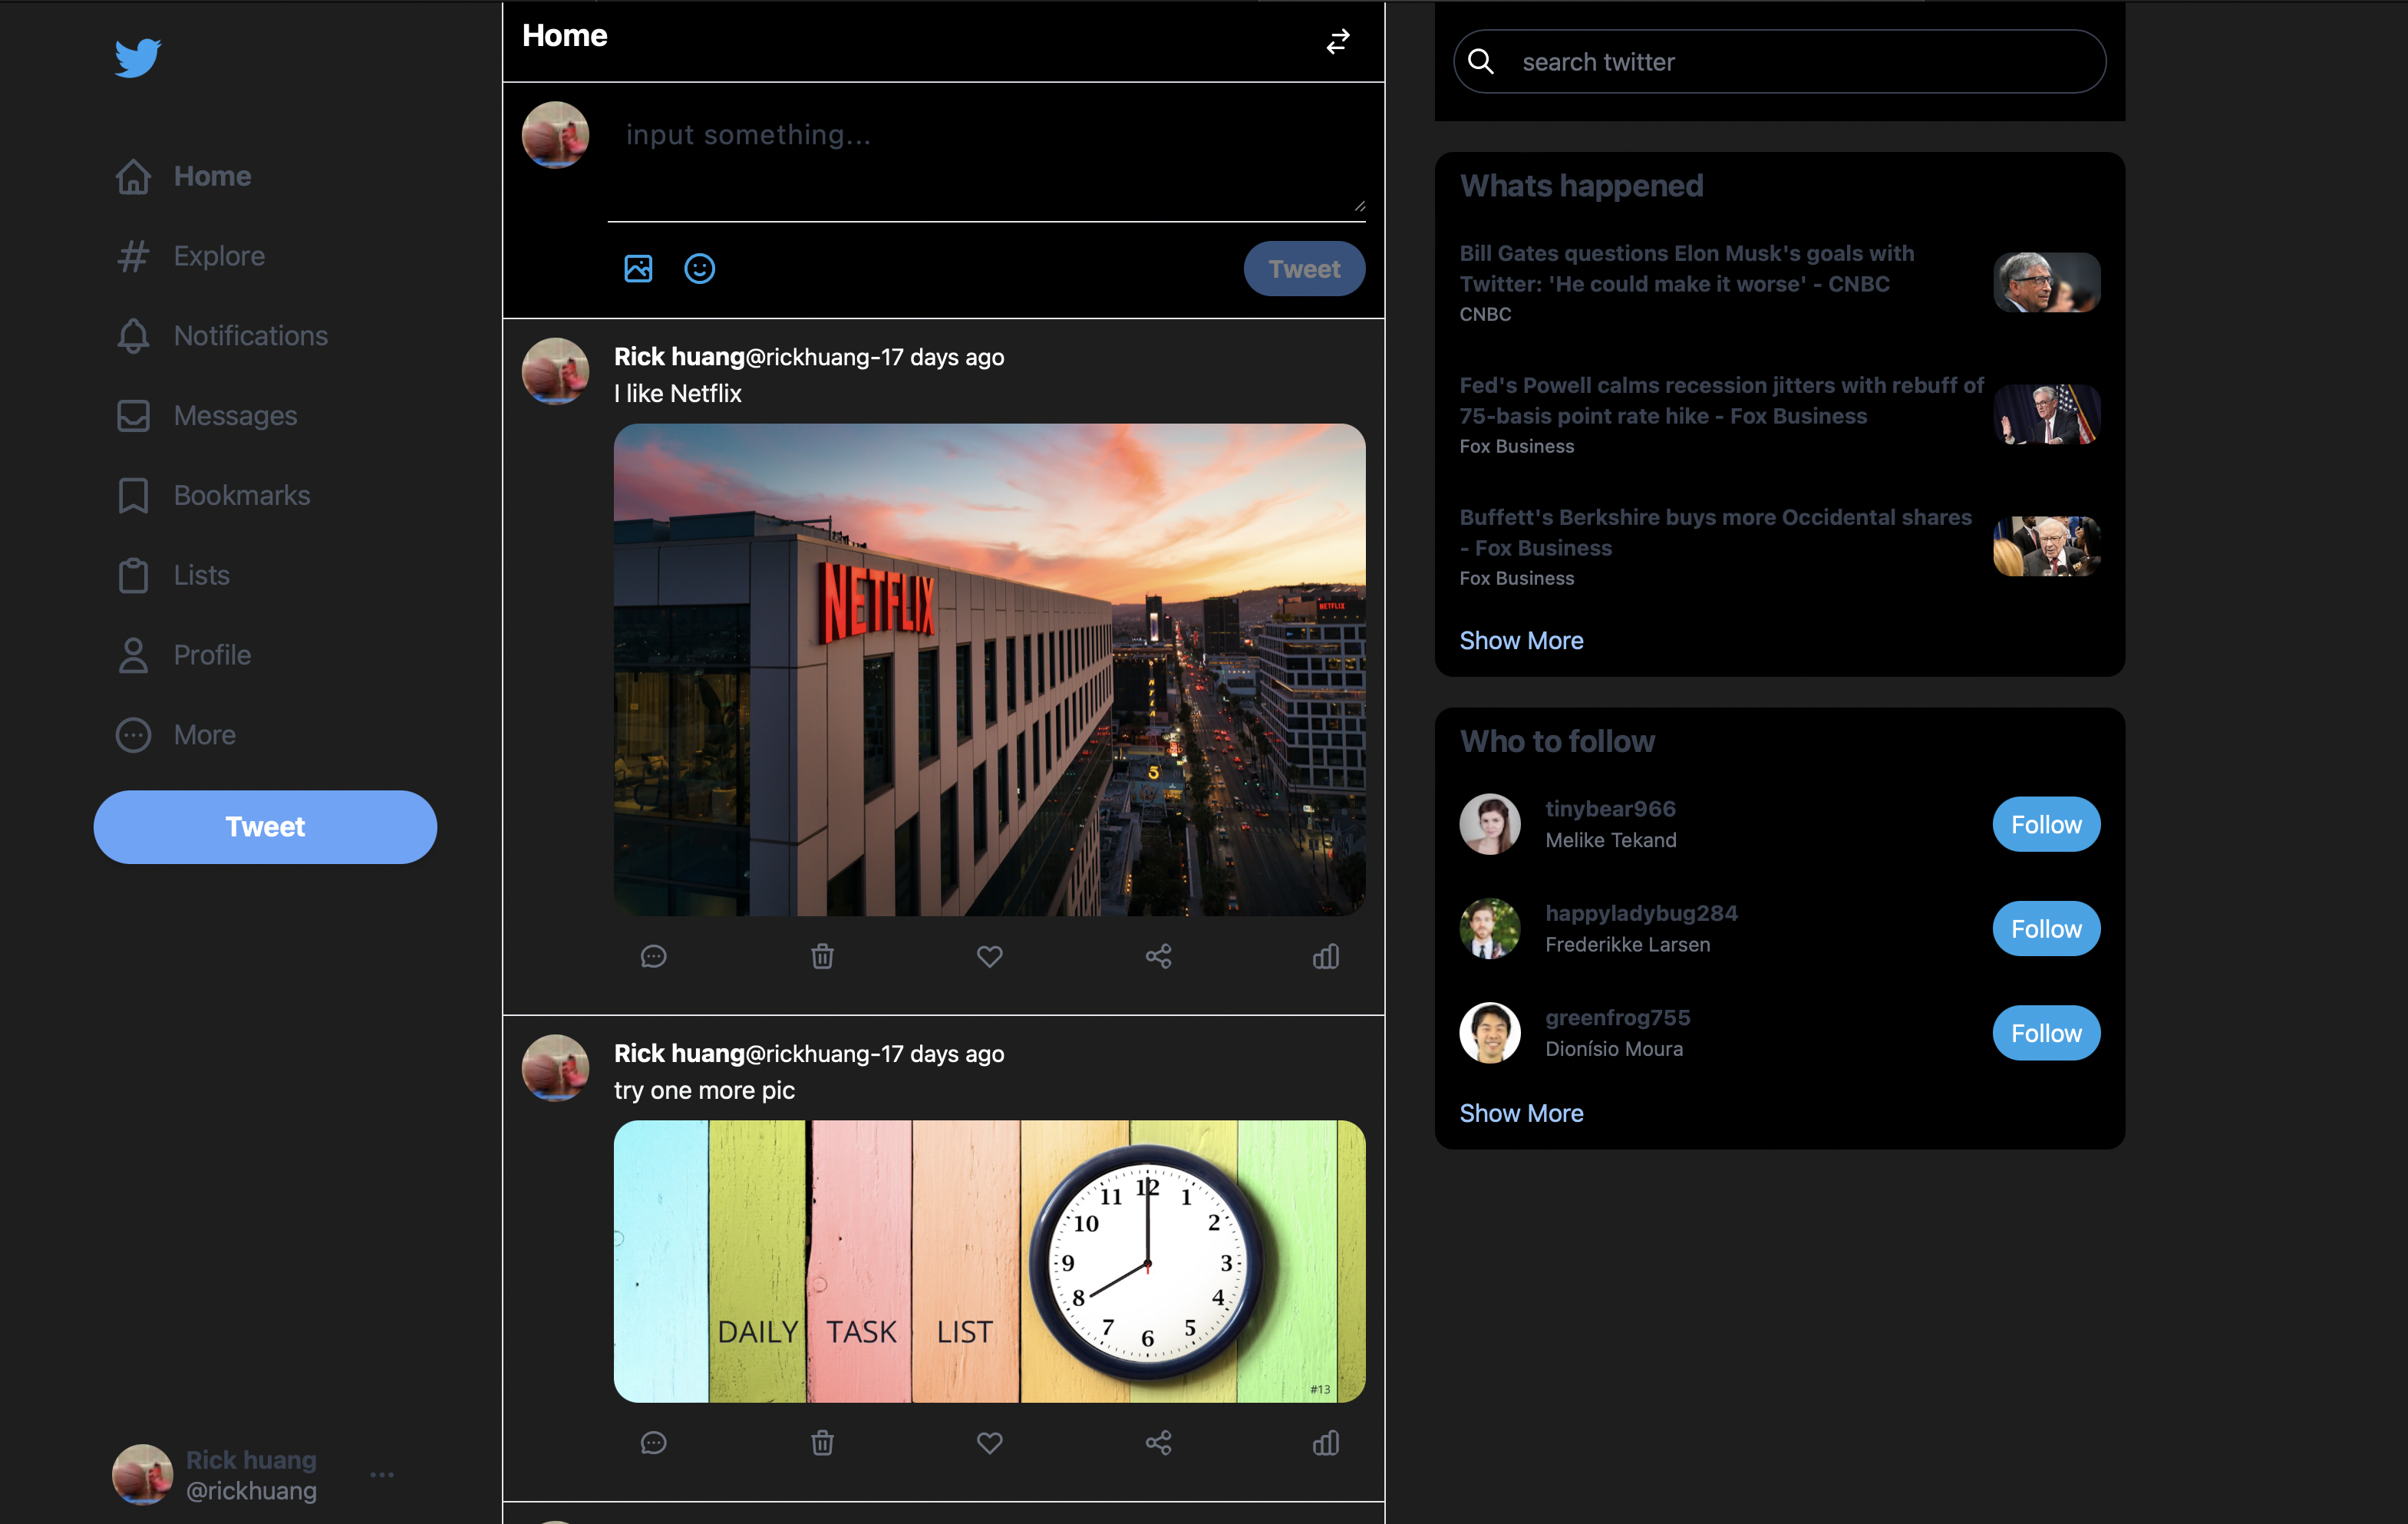 Home
Explore
Notifications
Messages
Bookmarks
Lists
Profile
More
Tweet
Rick huang
@rickhuang
Home
input something...
Tweet
Rick huang@rickhuang-17 days ago
I like Netflix
NETFLIX
NETFLIX
5
Rick huang@rickhuang-17 days ago
try one more pic
DAILY TASK LIST
12
1
2
3
4
5
6
7
8
9
10
11
#13
search twitter
Whats happened
Bill Gates questions Elon Musk's goals with
Twitter: 'He could make it worse' - CNBC
CNBC
Fed's Powell calms recession jitters with rebuff of
75-basis point rate hike - Fox Business
Fox Business
Buffett's Berkshire buys more Occidental shares
- Fox Business
Fox Business
Show More
Who to follow
tinybear966
Melike Tekand
Follow
happyladybug284
Frederikke Larsen
Follow
greenfrog755
Dionísio Moura
Follow
Show More